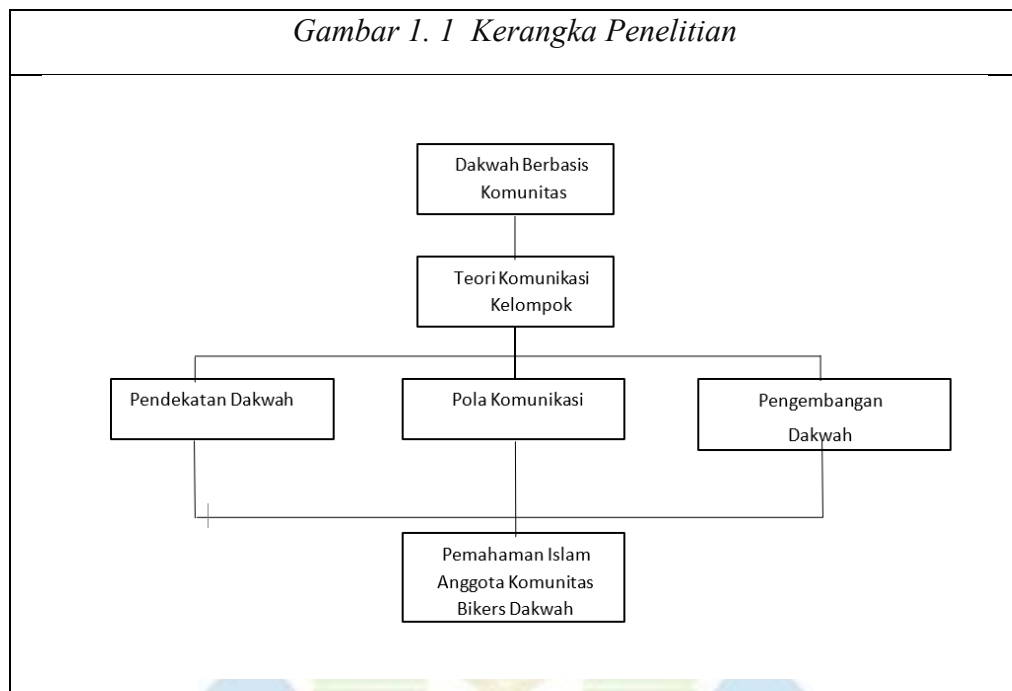 Gambar 1. 1 Kerangka Penelitian
Dakwah Berbasis
Komunitas
Teori Komunikasi
Kelompok
Pendekatan Dakwah
Pola Komunikasi
Pengembangan
Dakwah
Pemahaman Islam
Anggota Komunitas
Bikers Dakwah